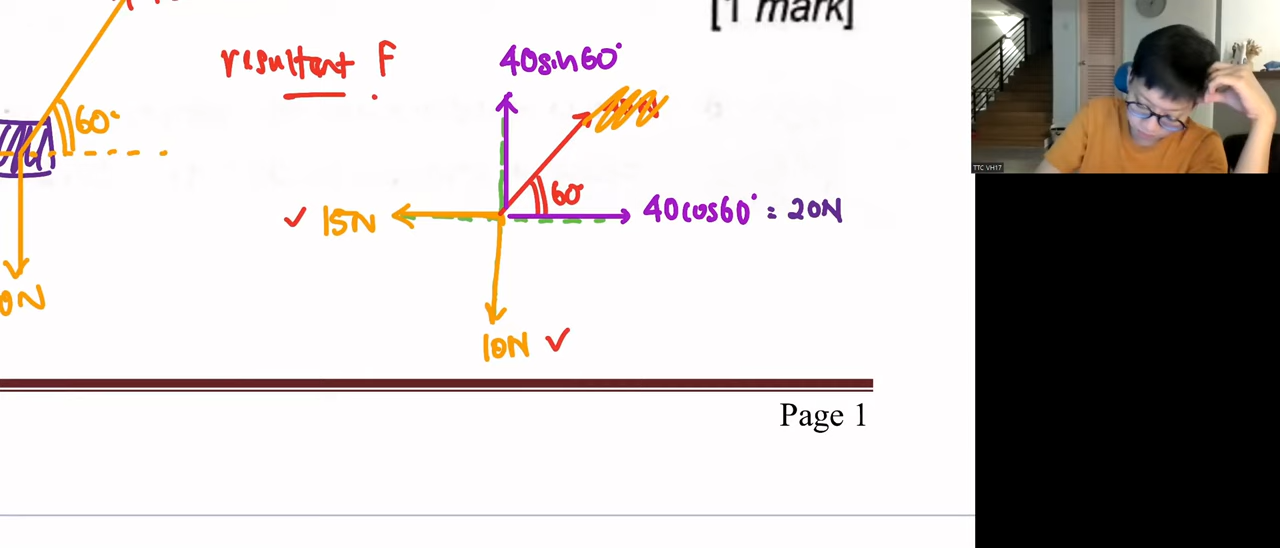 [1 mark]
resultant F
40sin60°
60°
60°
15N
40cos60° = 20N
0N
10N
Page 1
TTC VH17